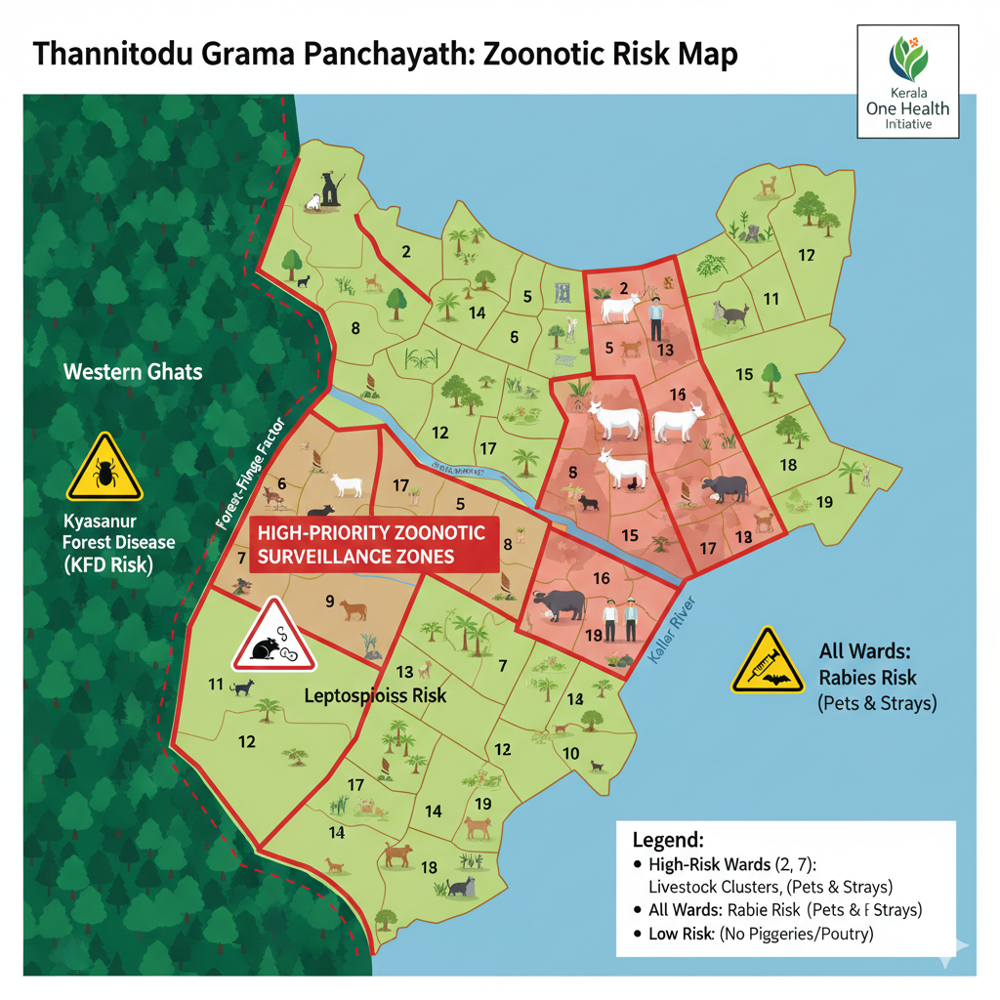 Thannitodu Grama Panchayath: Zoonotic Risk Map
Kerala
One Health
Initiative
2
12
2
5
11
14
8
6
5
13
15
16
12
17
8
18
6
17
5
19
15
17
13
Western Ghats
Forest-Finge Factor
Kyasanur
Forest Disease
(KFD Risk)
HIGH-PRIORITY ZOONOTIC
SURVEILLANCE ZONES
8
7
9
16
19
Kallar River
All Wards:
Rabies Risk
(Pets & Strays)
11
13
7
Leptospioiss Risk
12
12
10
17
14
19
14
13
Legend:
• High-Risk Wards (2, 7):
Livestock Clusters, (Pets & Strays)
• All Wards: Rabie Risk (Pets & F Strays)
• Low Risk: (No Piggeries/Poutry)